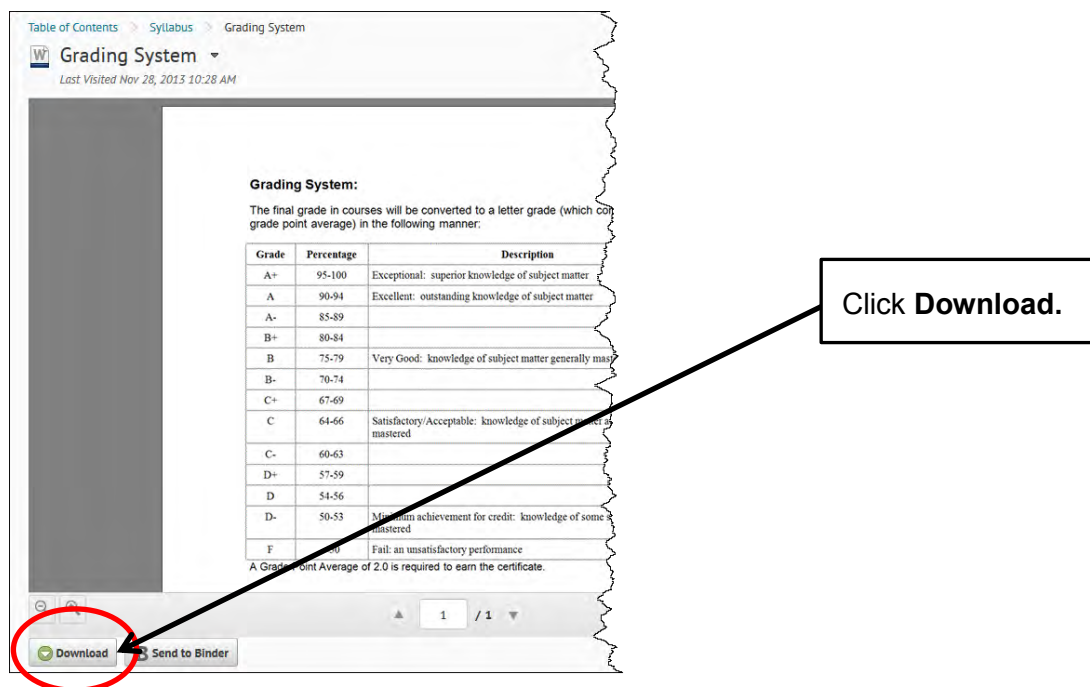 Table of Contents Syllabus Grading System
W Grading System
Last Visited Nov 28, 2013 10:28 AM
Grading System:
The final grade in courses will be converted to a letter grade (which
grade point average) in the following manner:
Grade Percentage Description
A+ 95-100 Exceptional: superior knowledge of subject matter
A 90-94 Excellent: outstanding knowledge of subject matter
A- 85-89
B+ 80-84
B 75-79 Very Good: knowledge of subject matter generally
B- 70-74
C+ 67-69
C 64-66 Satisfactory/Acceptable: knowledge of subject matter
mastered
C- 60-63
D+ 57-59
D 54-56
D- 50-53 Minimum achievement for credit: knowledge of some
mastered
F Fail: an unsatisfactory performance
A Grade Point Average of 2.0 is required to earn the certificate.
Click Download.
1 / 1
Download Send to Binder